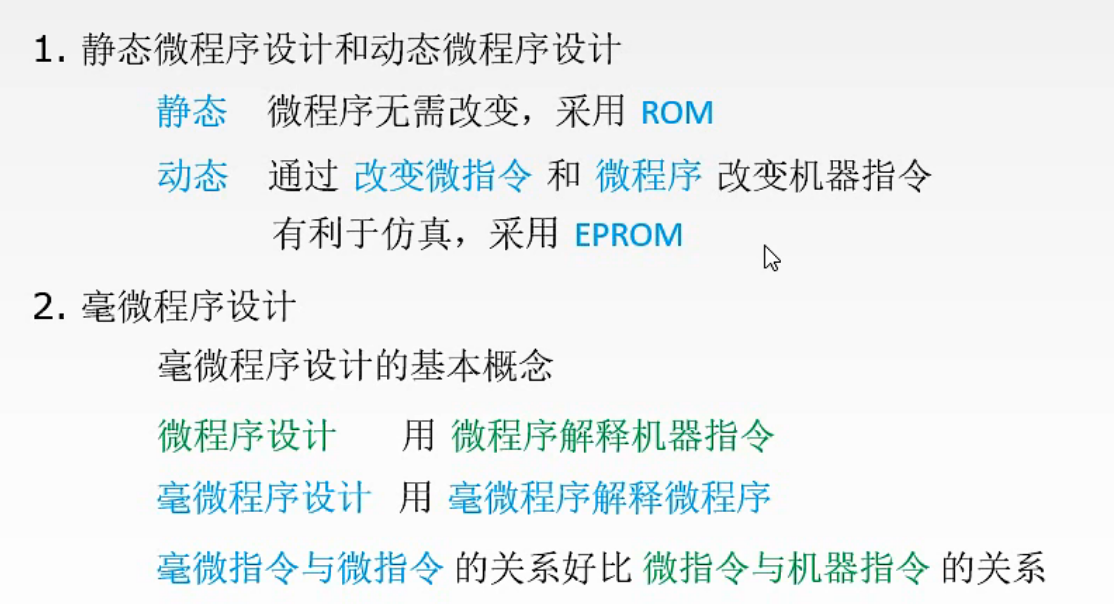 1. 静态微程序设计和动态微程序设计
静态 微程序无需改变，采用 ROM
动态 通过 改变微指令 和 微程序 改变机器指令
有利于仿真，采用 EPROM
2. 毫微程序设计
毫微程序设计的基本概念
微程序设计 用 微程序解释机器指令
毫微程序设计 用 毫微程序解释微程序
毫微指令与微指令 的关系好比 微指令与机器指令 的关系